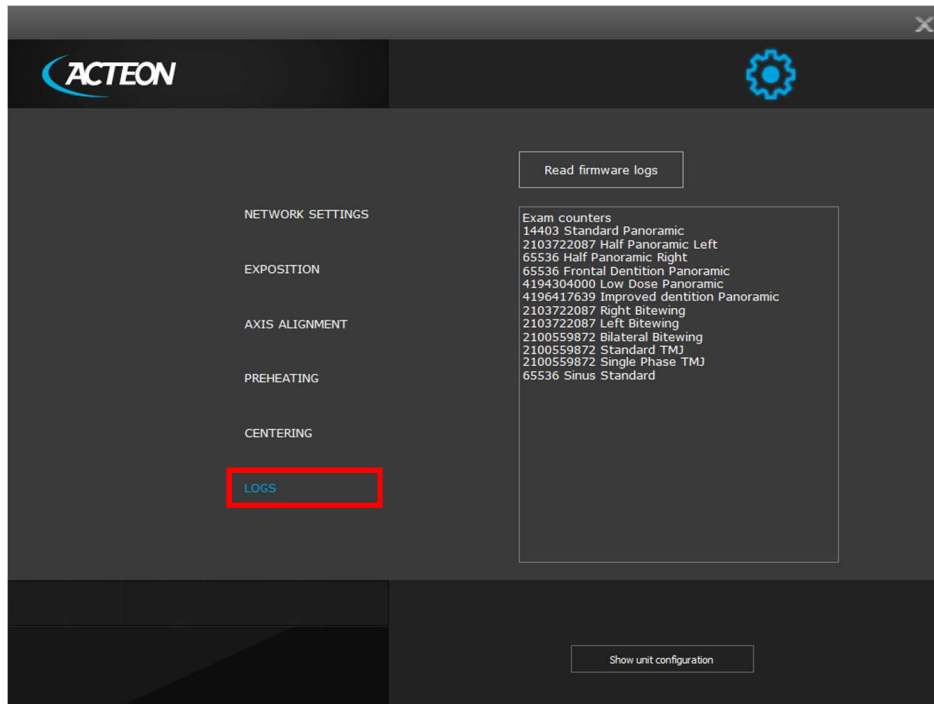 ACTEON
NETWORK SETTINGS
EXPOSITION
AXIS ALIGNMENT
PREHEATING
CENTERING
LOGS
Read firmware logs
Exam counters
14403 Standard Panoramic
2103722087 Half Panoramic Left
65536 Half Panoramic Right
65536 Frontal Dentition Panoramic
4194304000 Low Dose Panoramic
4196417639 Improved dentition Panoramic
2103722087 Right Bitewing
2103722087 Left Bitewing
2100559872 Bilateral Bitewing
2100559872 Standard TMJ
2100559872 Single Phase TMJ
65536 Sinus Standard
Show unit configuration